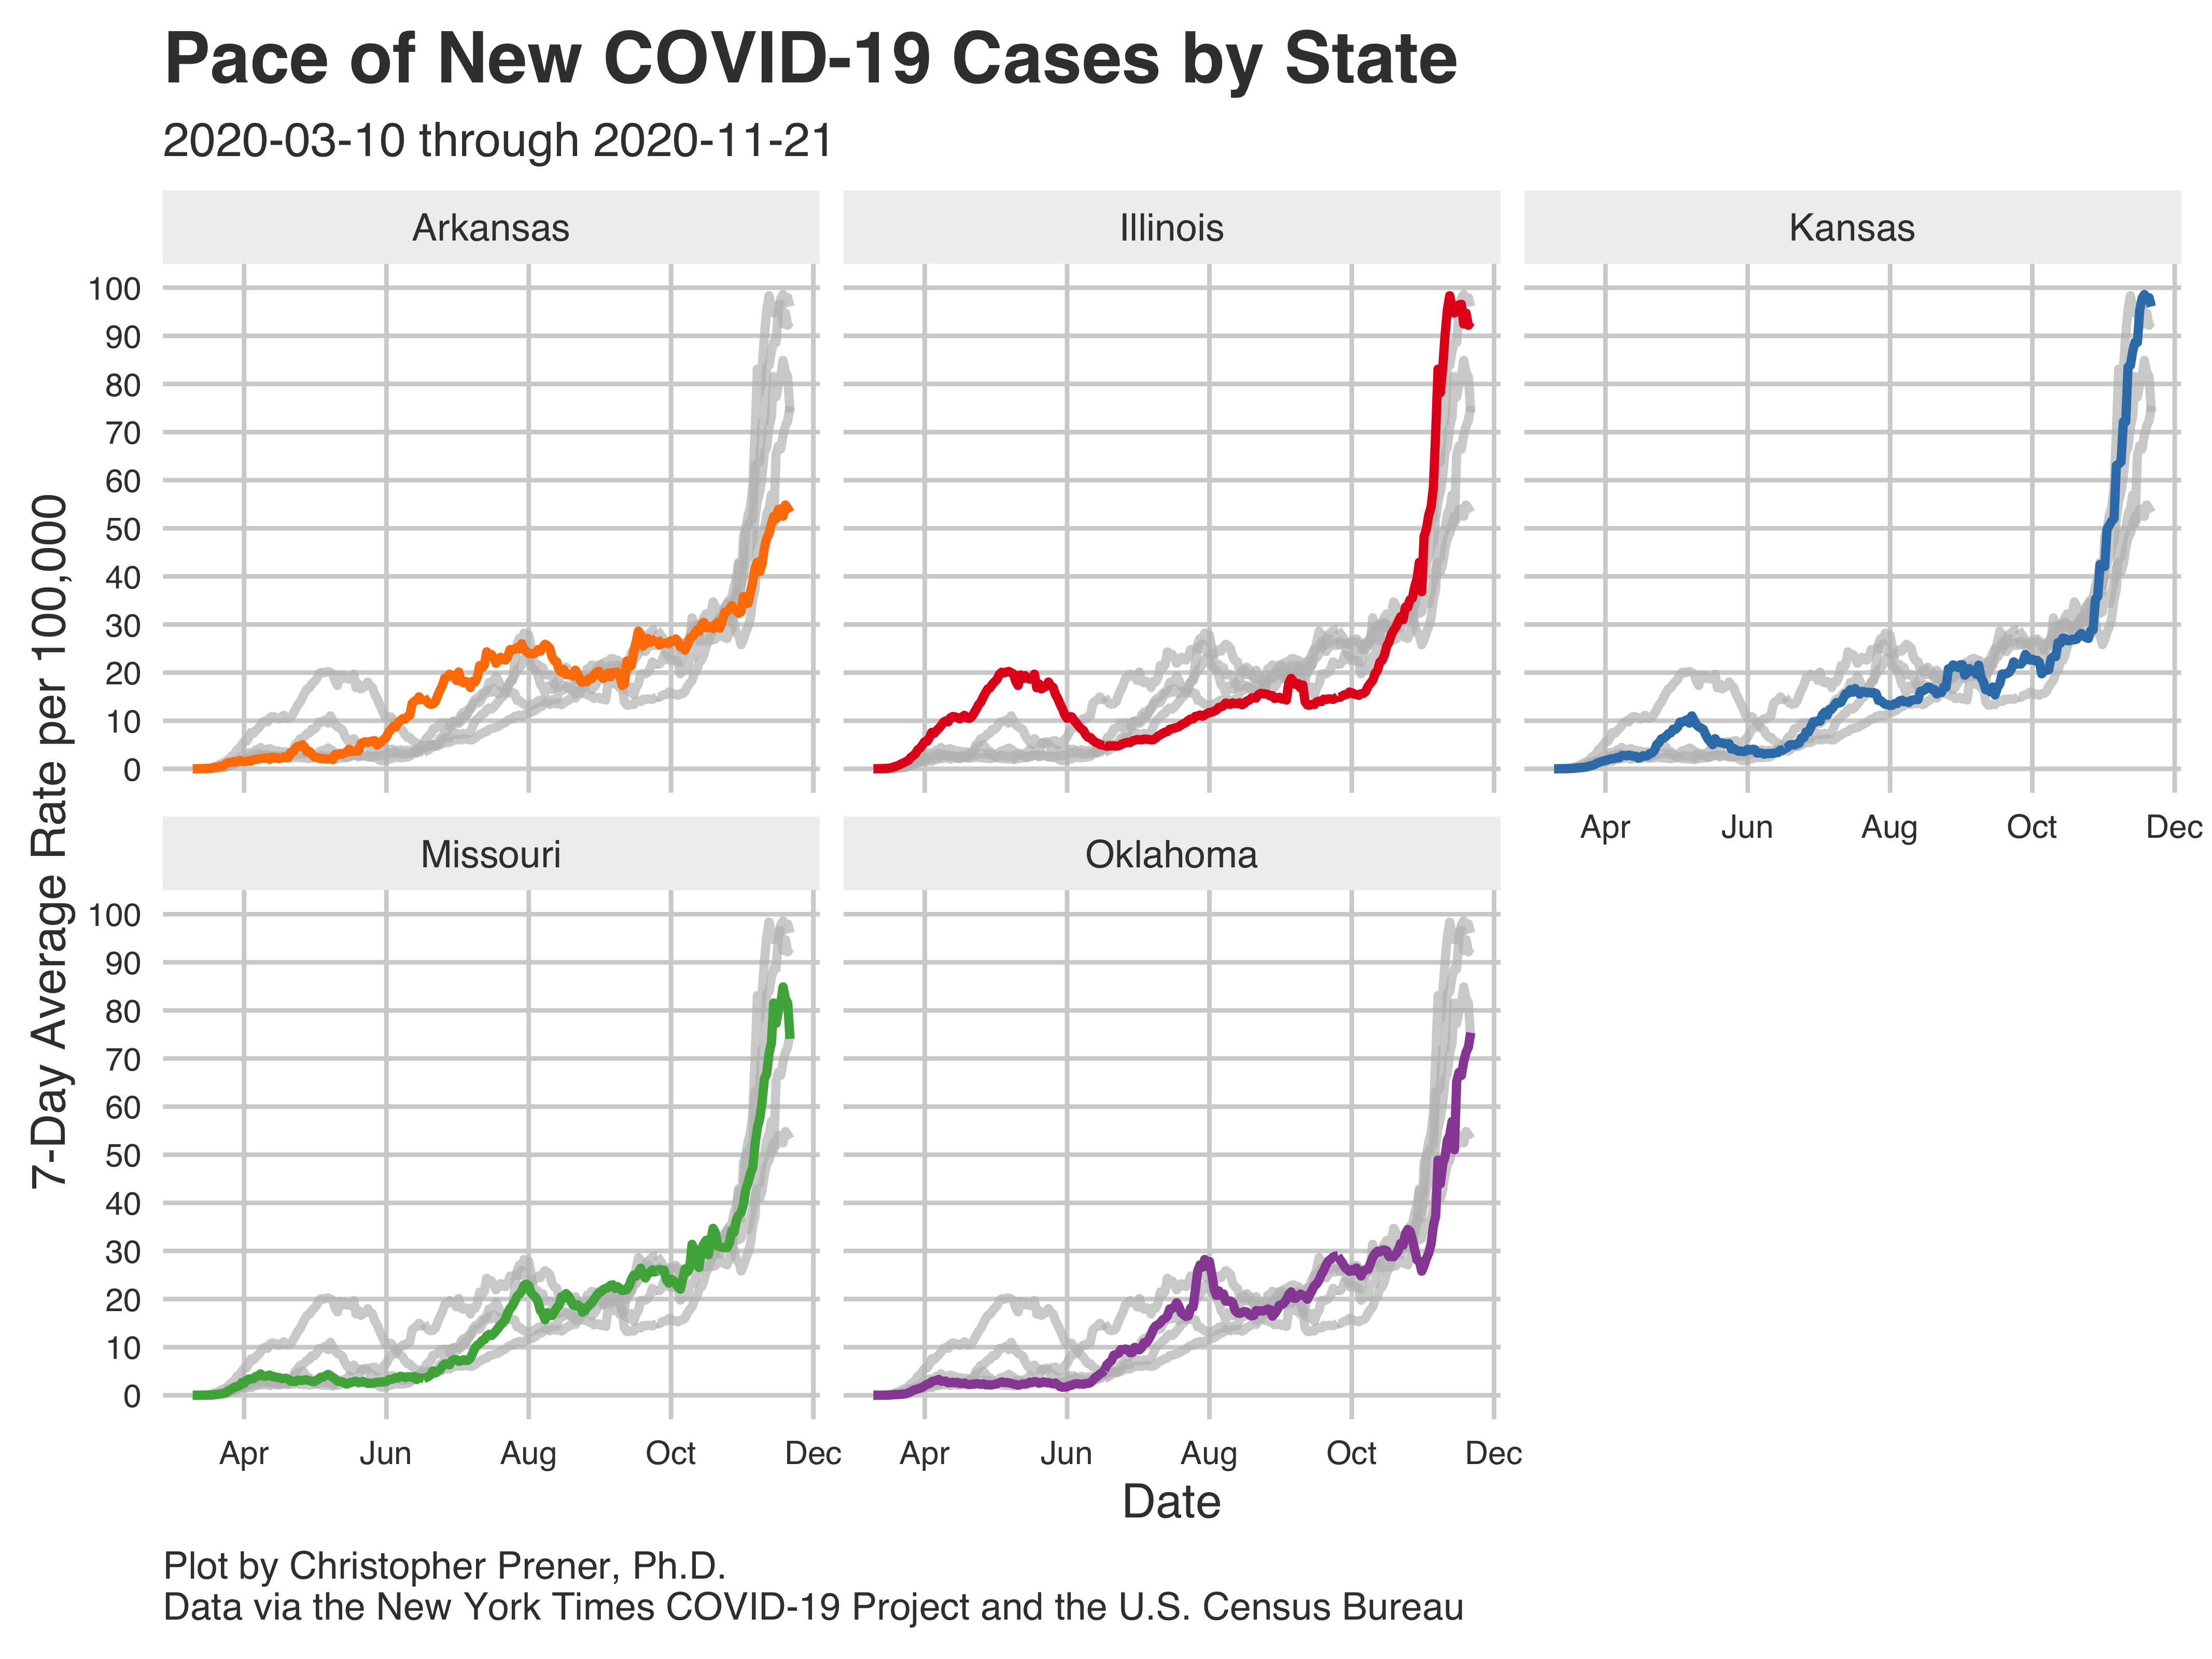 Pace of New COVID-19 Cases by State
2020-03-10 through 2020-11-21
7-Day Average Rate per 100,000
Arkansas
Illinois
Kansas
100
90
80
70
60
50
40
30
20
10
0
Apr Jun Aug Oct Dec
Missouri
Oklahoma
100
90
80
70
60
50
40
30
20
10
0
Apr Jun Aug Oct Dec
Apr Jun Aug Oct Dec
Date
Plot by Christopher Prener, Ph.D.
Data via the New York Times COVID-19 Project and the U.S. Census Bureau